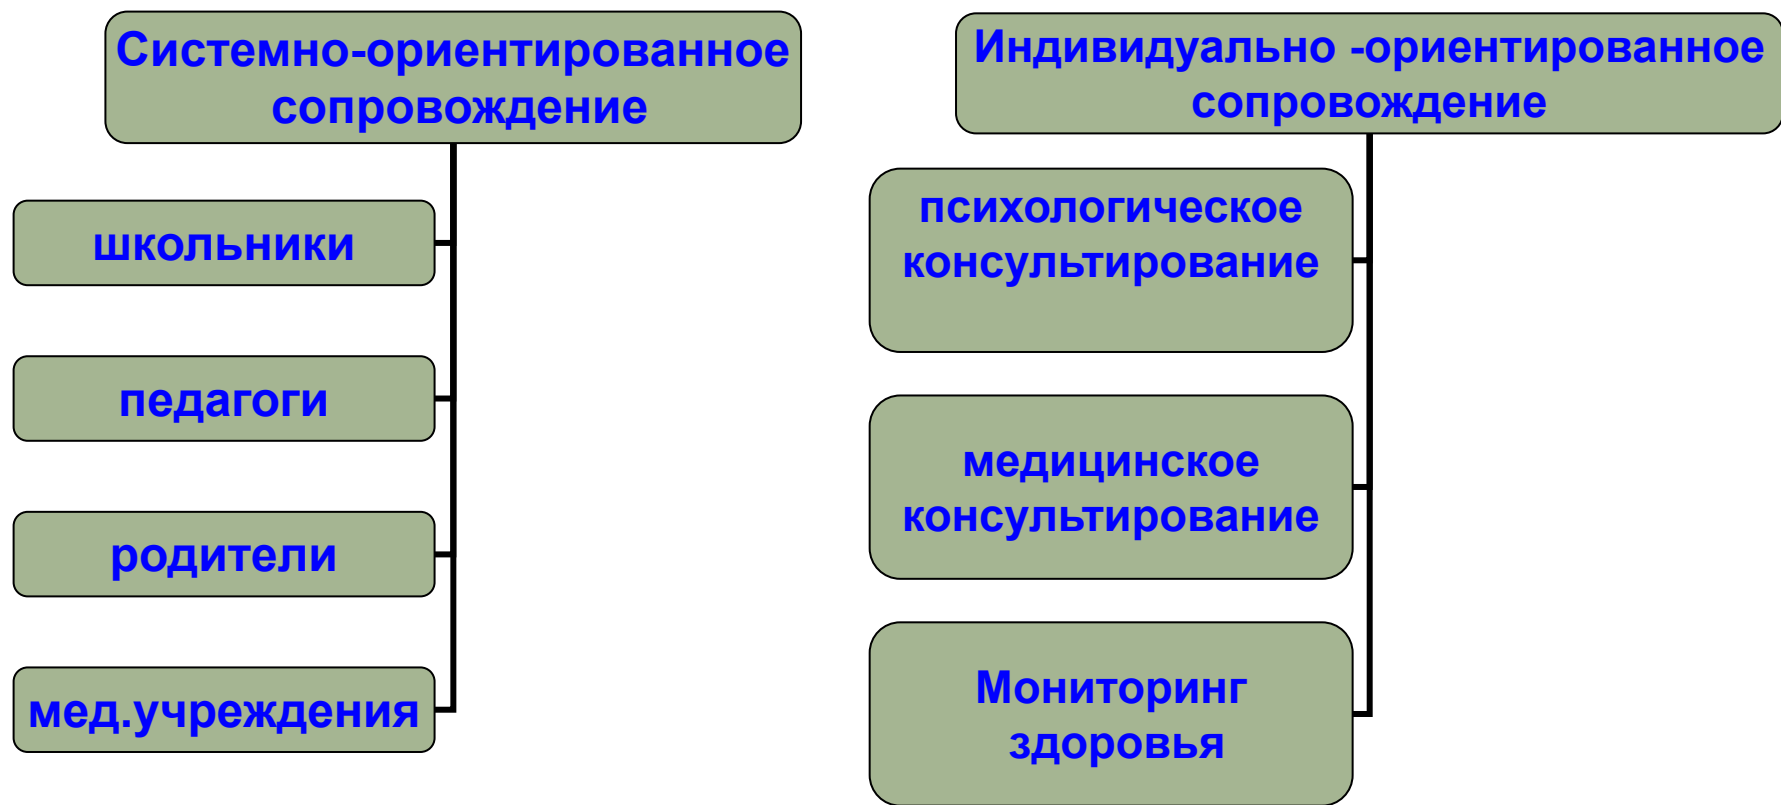 Системно-ориентированное
сопровождение
школьники
педагоги
родители
мед.учреждения
Индивидуально -ориентированное
сопровождение
психологическое
консультирование
медицинское
консультирование
Мониторинг
здоровья